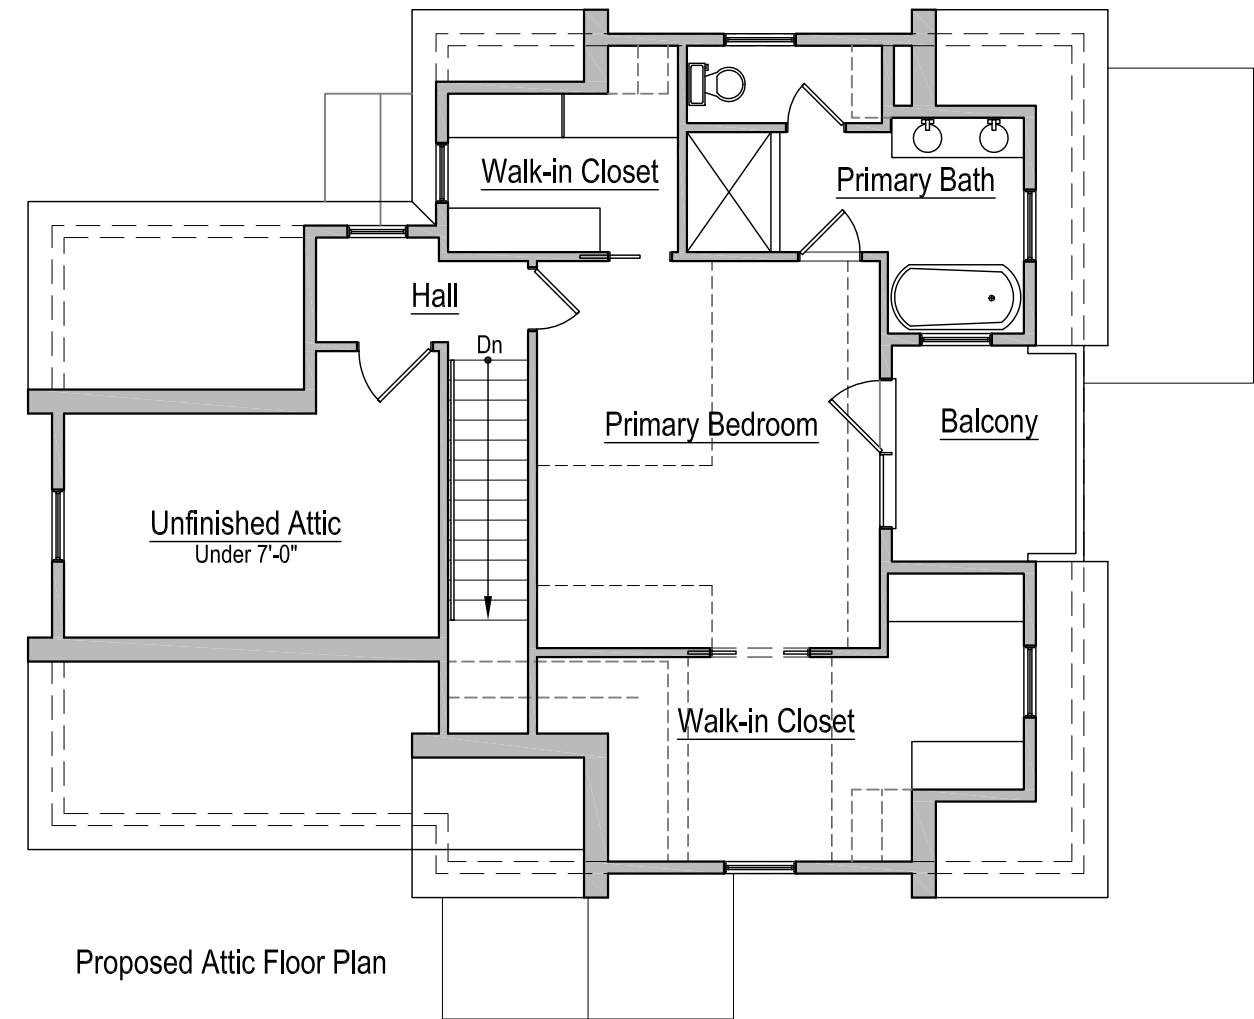 Walk-in Closet
Primary Bath
Hall
Dn
Primary Bedroom
Balcony
Unfinished Attic
Under 7'-0"
Walk-in Closet
Proposed Attic Floor Plan